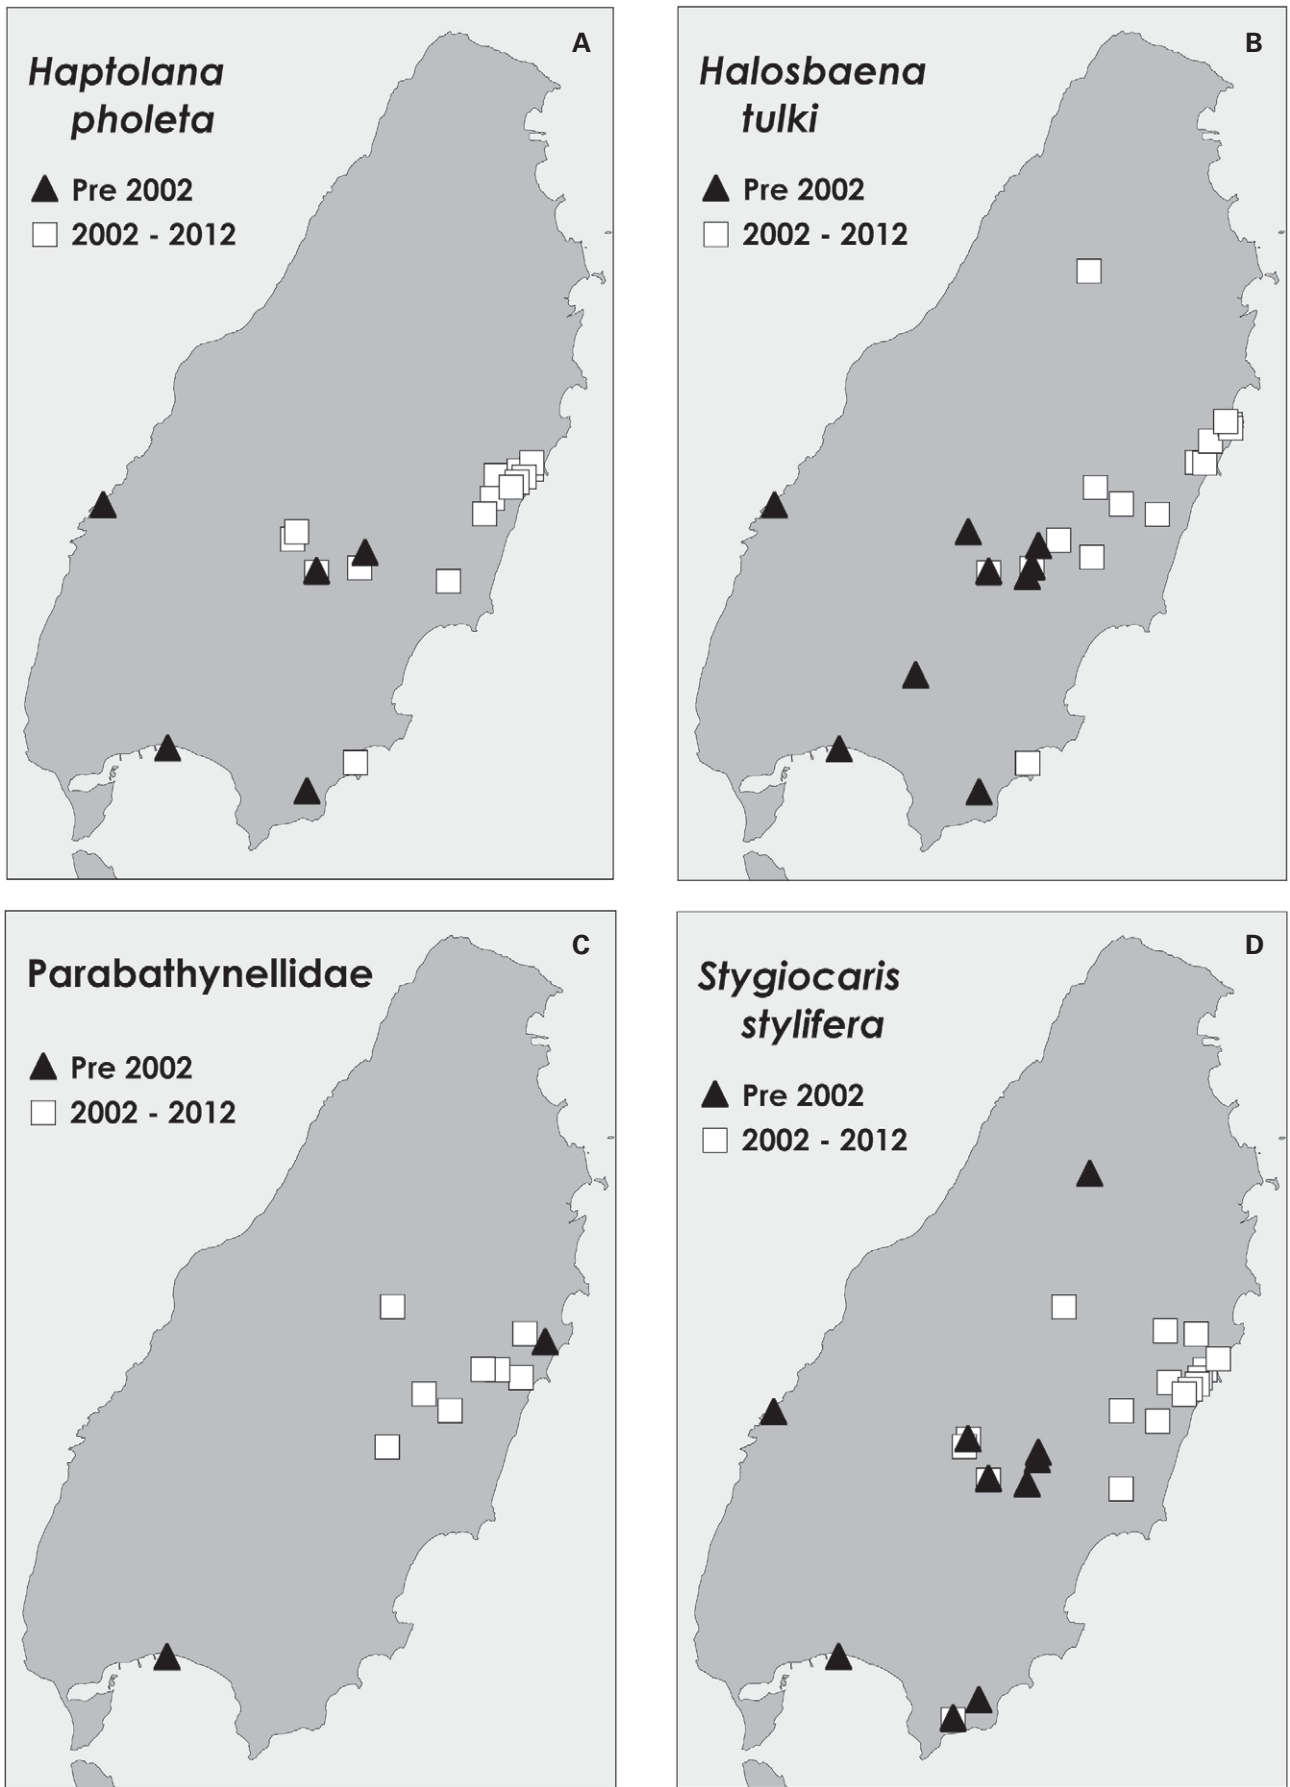 A
Haptolana
pholeta
Pre 2002
2002 - 2012
B
Halosbaena
tulki
Pre 2002
2002 - 2012
C
Parabathynellidae
Pre 2002
2002 - 2012
D
Stygiocaris
stylifera
Pre 2002
2002 - 2012